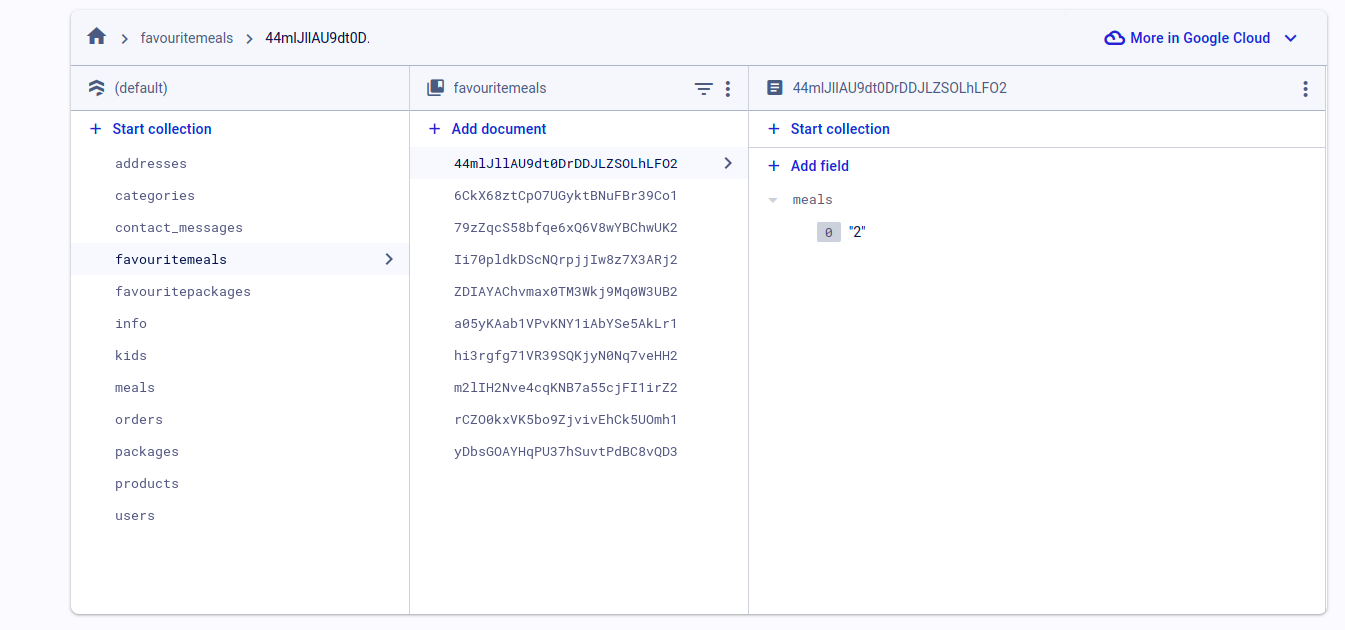 favouritemeals 44mlJllAU9dt0D.
More in Google Cloud
(default)
Start collection
addresses
categories
contact_messages
favouritemeals
favouritepackages
info
kids
meals
orders
packages
products
users
favouritemeals
Add document
44mlJllAU9dt0DrDDJLZSOLhLFO2
6CkX68ztCpO7UGyktBNuFBr39Co1
79zZqcS58bfqe6xQ6V8wYBChwUK2
Ii70pldkDScNQrpjjIw8z7X3ARj2
ZDIAYAChvmax0TM3Wkj9Mq0W3UB2
a05yKAab1VPvKNY1iAbYSe5AkLr1
hi3rgfg71VR39SQKjyN0Nq7veHH2
m2lIH2Nve4cqKNB7a55cjFI1irZ2
rCZO0kxVK5bo9ZjvivEhCk5UOmh1
yDbsGOAYHqPU37hSuvtPdBC8vQD3
44mlJllAU9dt0DrDDJLZSOLhLFO2
Start collection
Add field
meals
0 "2"